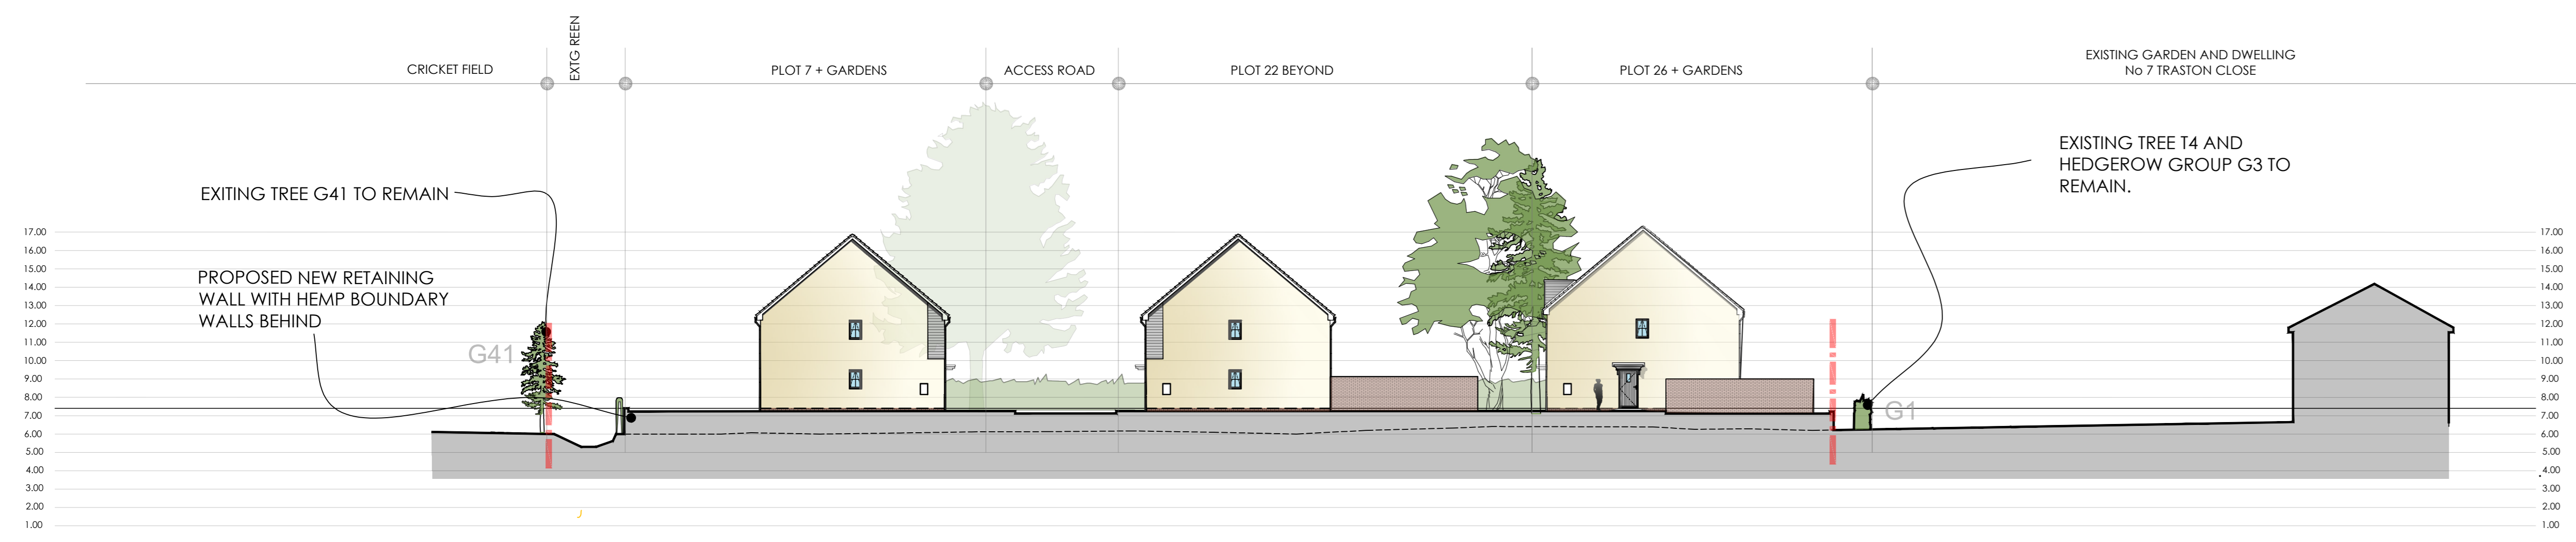 EXTG REEN
CRICKET FIELD
PLOT 7 + GARDENS
ACCESS ROAD
PLOT 22 BEYOND
PLOT 26 + GARDENS
EXISTING GARDEN AND DWELLING
No 7 TRASTON CLOSE
EXISTING TREE T4 AND
HEDGEROW GROUP G3 TO
REMAIN.
EXITING TREE G41 TO REMAIN
PROPOSED NEW RETAINING
WALL WITH HEMP BOUNDARY
WALLS BEHIND
G41
G1
17.00
16.00
15.00
14.00
13.00
12.00
11.00
10.00
9.00
8.00
7.00
6.00
5.00
4.00
3.00
2.00
1.00
17.00
16.00
15.00
14.00
13.00
12.00
11.00
10.00
9.00
8.00
7.00
6.00
5.00
4.00
3.00
2.00
1.00